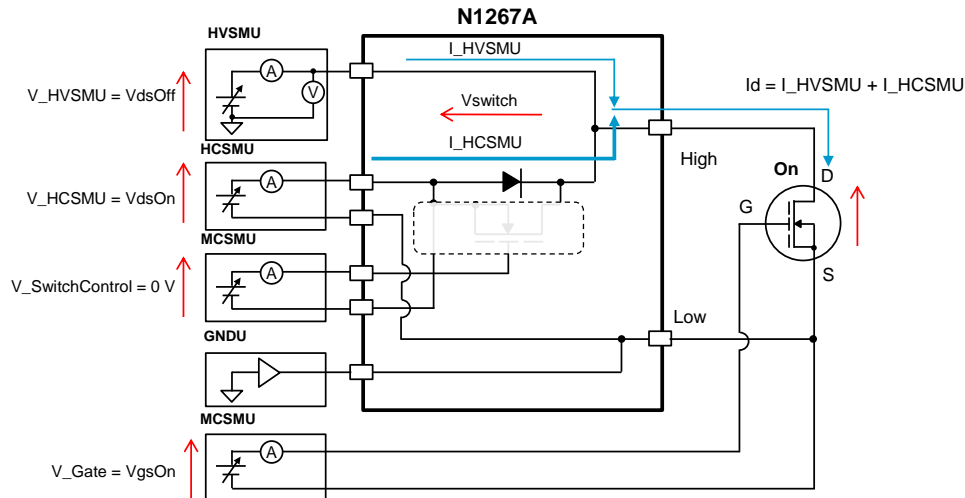 N1267A
HVSMU
I_HVSMU
A
V
V_HVSMU = VdsOff
Vswitch
Id = I_HVSMU + I_HCSMU
HCSMU
I_HCSMU
High
On
D
A
V_HCSMU = VdsOn
G
MCSMU
S
A
V_SwitchControl = 0 V
Low
GNDU
MCSMU
A
V_Gate = VgsOn